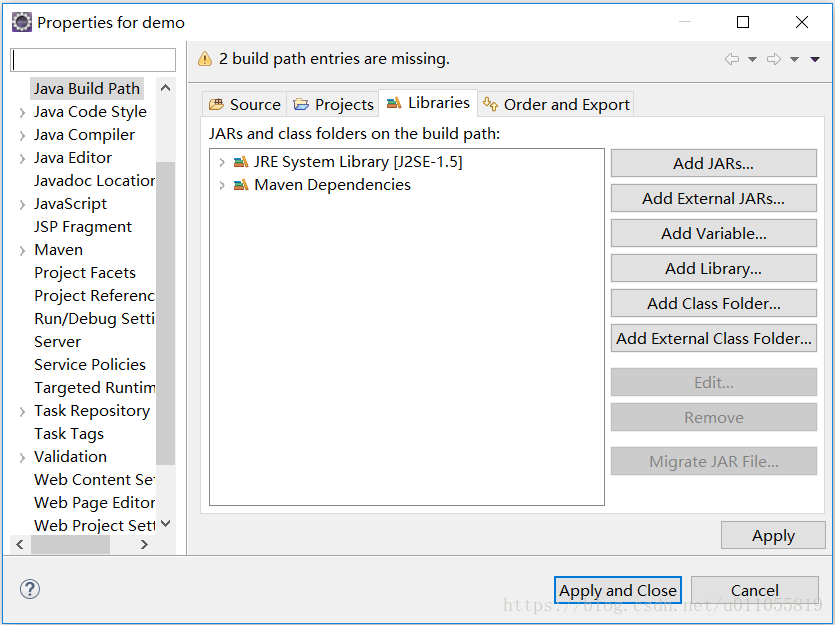 Properties for demo
2 build path entries are missing.
Java Build Path
Java Code Style
Java Compiler
Java Editor
Javadoc Location
JavaScript
JSP Fragment
Maven
Project Facets
Project Referenc
Run/Debug Setti
Server
Service Policies
Targeted Runtim
Task Repository
Task Tags
Validation
Web Content Set
Web Page Editor
Web Project Sett
Source
Projects
Libraries
Order and Export
JARs and class folders on the build path:
JRE System Library [J2SE-1.5]
Maven Dependencies
Add JARs...
Add External JARs...
Add Variable...
Add Library...
Add Class Folder...
Add External Class Folder...
Edit...
Remove
Migrate JAR File...
Apply
Apply and Close
Cancel
https://blog.csdn.net/u011055819